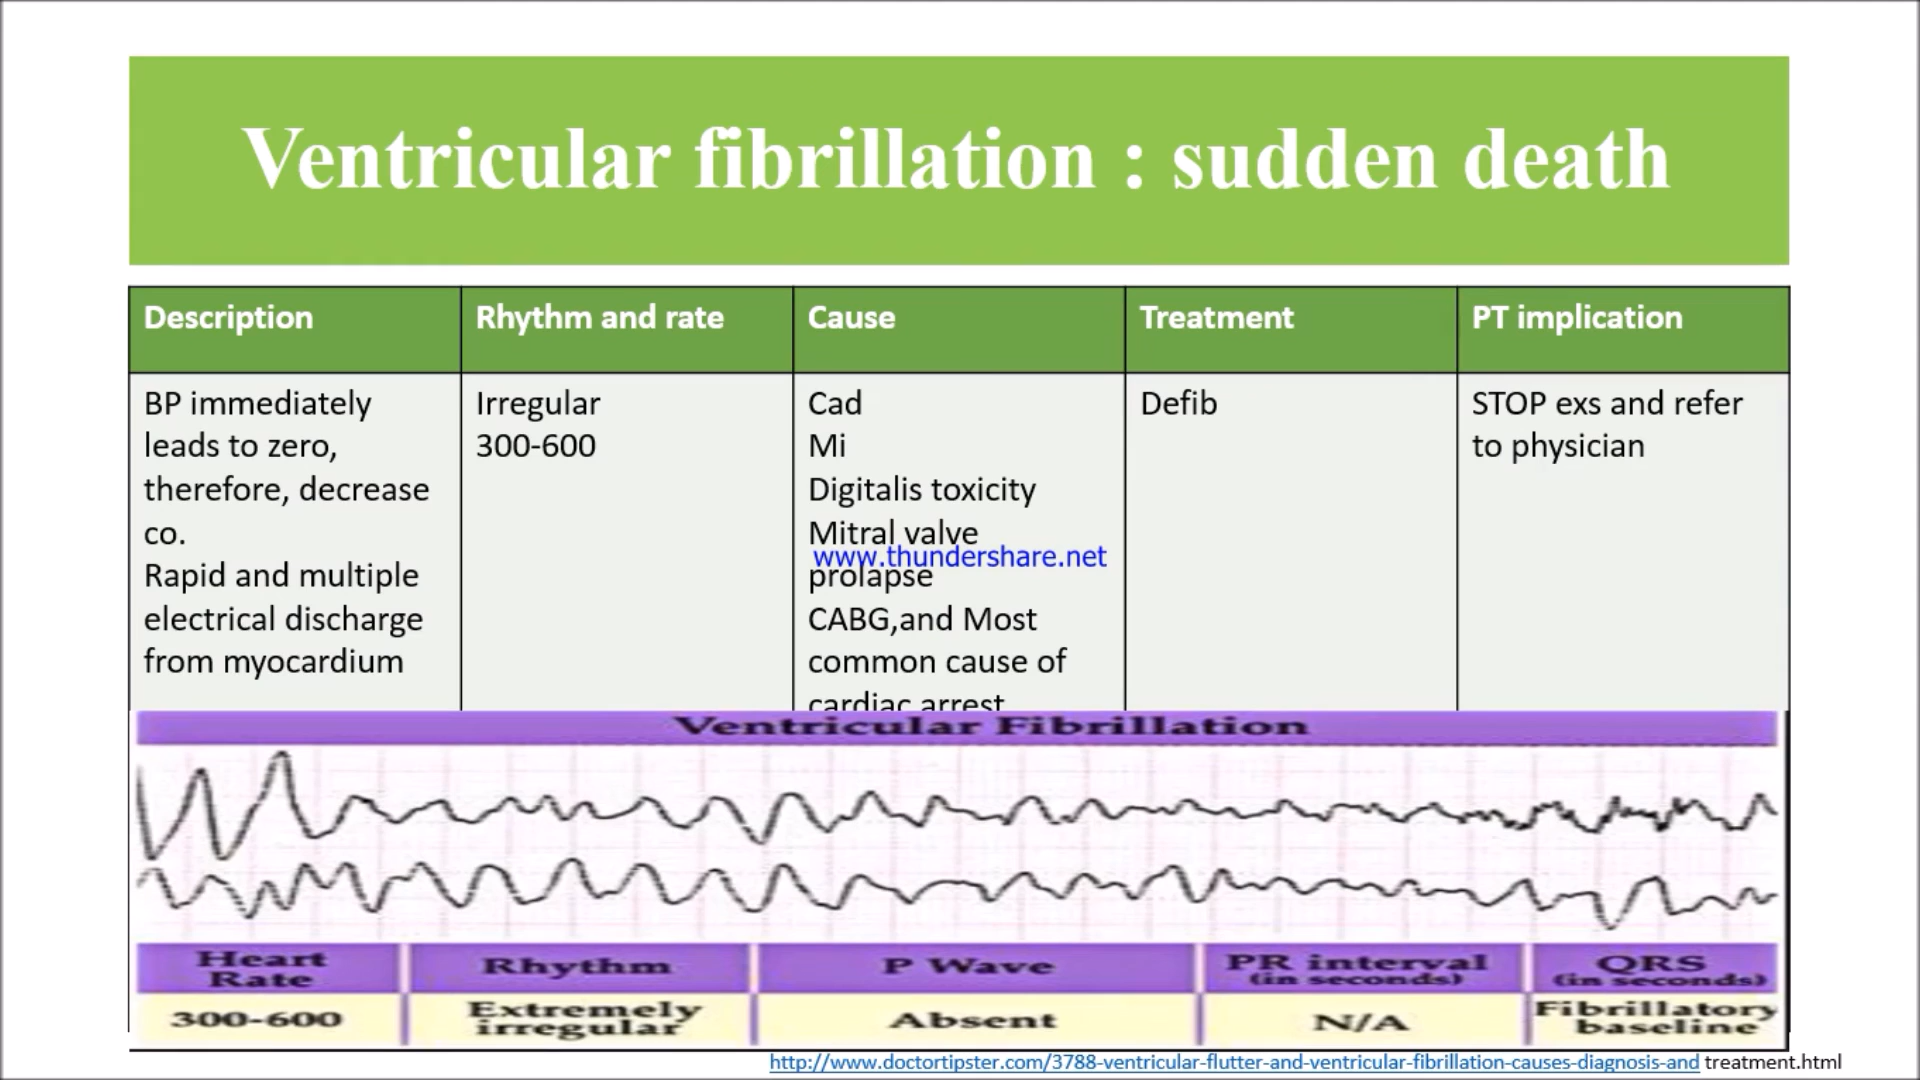 Ventricular fibrillation : sudden death
Description
Rhythm and rate
Cause
Treatment
PT implication
BP immediately
leads to zero,
therefore, decrease
co.
Rapid and multiple
electrical discharge
from myocardium
Irregular
300-600
Cad
Mi
Digitalis toxicity
Mitral valve
www.thundershare.net
prolapse
CABG,and Most
common cause of
cardiac arrest
Defib
STOP exs and refer
to physician
Ventricular Fibrillation
Heart
Rate
Rhythm
P Wave
PR interval
(in seconds)
QRS
(in seconds)
300-600
Extremely
irregular
Absent
N/A
Fibrillatory
baseline
http://www.doctortipster.com/3788-ventricular-flutter-and-ventricular-fibrillation-causes-diagnosis-and treatment.html